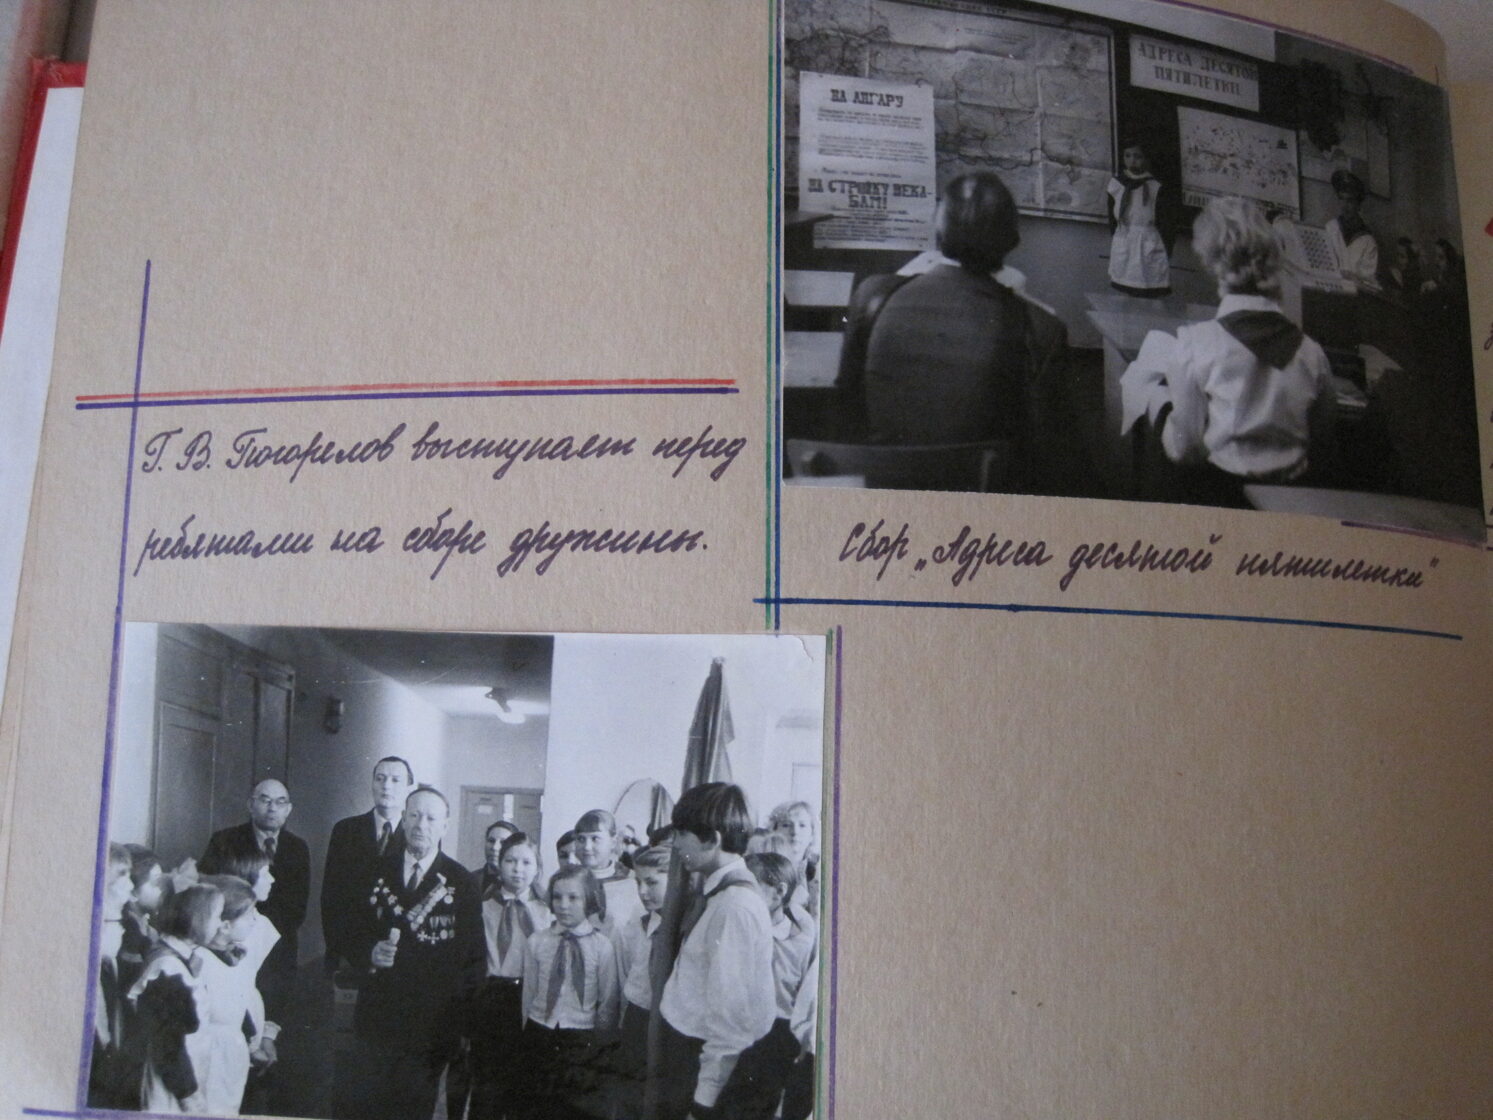 Г. В. Погорелов выступает перед
ребятами на сборе дружины.
НА АНГАРУ
НА СТРОЙКУ ВЕКА-
БАМ!
АДРЕСА ДЕСЯТОЙ
ПЯТИЛЕТКИ
Сбор „Адреса десятой пятилетки"